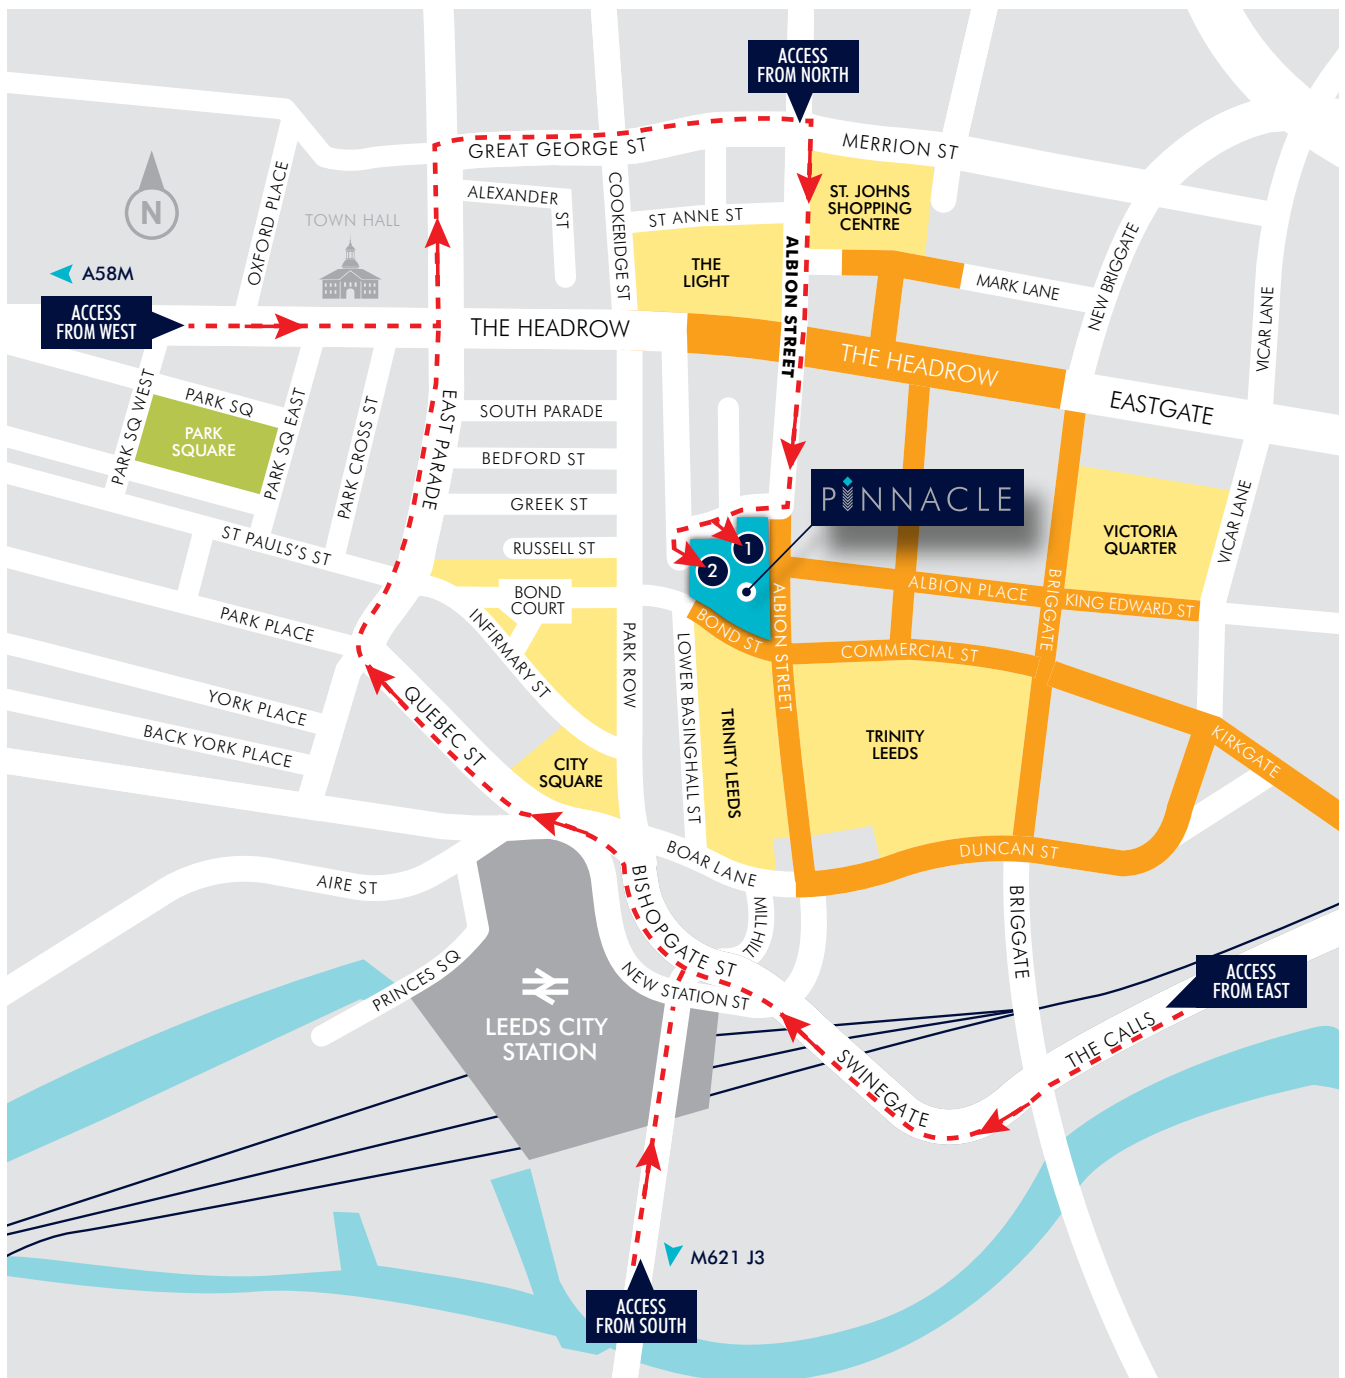 ACCESS
FROM NORTH
GREAT GEORGE ST
MERRION ST
ALEXANDER
ST
COOKERIDGE ST
ST ANNE ST
ST. JOHNS
SHOPPING
CENTRE
OXFORD PLACE
N
TOWN HALL
A58M
ACCESS
FROM WEST
THE
LIGHT
ALBION STREET
MARK LANE
NEW BRIGGATE
VICAR LANE
THE HEADROW
THE HEADROW
EASTGATE
PARK SQ WEST
PARK SQ
PARK SQ EAST
PARK
SQUARE
PARK CROSS ST
EAST PARADE
SOUTH PARADE
BEDFORD ST
GREEK ST
RUSSELL ST
PINNACLE
1
2
VICTORIA
QUARTER
VICAR LANE
ST PAULS'S ST
BOND
COURT
INFIRMARY ST
PARK PLACE
PARK ROW
BOND ST
ALBION STREET
ALBION PLACE
BRIGGATE
KING EDWARD ST
COMMERCIAL ST
LOWER BASINGHALL ST
TRINITY LEEDS
TRINITY
LEEDS
YORK PLACE
BACK YORK PLACE
QUEBEC ST
CITY
SQUARE
KIRKGATE
DUNCAN ST
BOAR LANE
AIRE ST
BISHOPGATE ST
MILL HILL
BRIGGATE
PRINCES SQ
NEW STATION ST
LEEDS CITY
STATION
ACCESS
FROM EAST
THE CALLS
SWINEGATE
M621 J3
ACCESS
FROM SOUTH